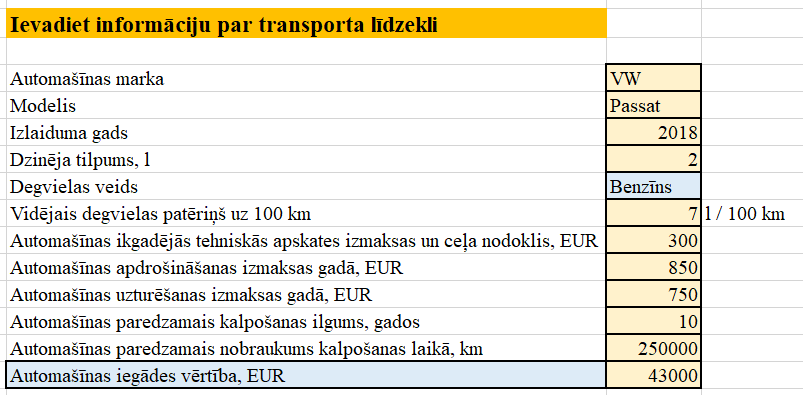 Ievadiet informāciju par transporta līdzekli
Automašīnas marka VW
Modelis Passat
Izlaiduma gads 2018
Dzinēja tilpums, l 2
Degvielas veids Benzīns
Vidējais degvielas patēriņš uz 100 km 7 l / 100 km
Automašīnas ikgadējās tehniskās apskates izmaksas un ceļa nodoklis, EUR 300
Automašīnas apdrošināšanas izmaksas gadā, EUR 850
Automašīnas uzturēšanas izmaksas gadā, EUR 750
Automašīnas paredzamais kalpošanas ilgums, gados 10
Automašīnas paredzamais nobraukums kalpošanas laikā, km 250000
Automašīnas iegādes vērtība, EUR 43000